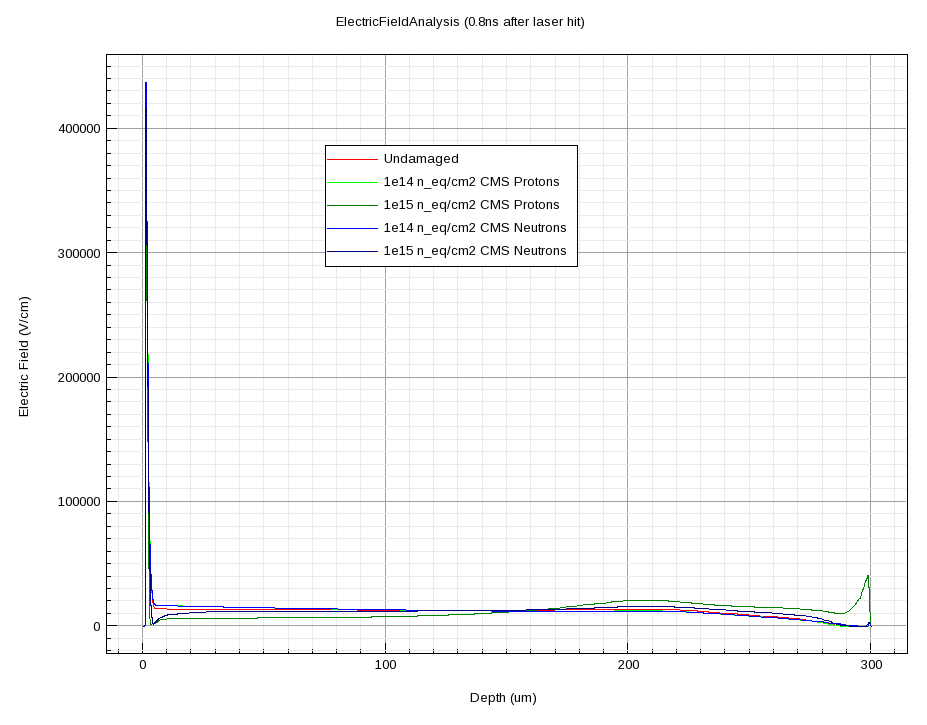 ElectricFieldAnalysis (0.8ns after laser hit)
Undamaged
1e14 n_eq/cm2 CMS Protons
1e15 n_eq/cm2 CMS Protons
1e14 n_eq/cm2 CMS Neutrons
1e15 n_eq/cm2 CMS Neutrons
Electric Field (V/cm)
400000
300000
200000
100000
0
0 100 200 300
Depth (um)